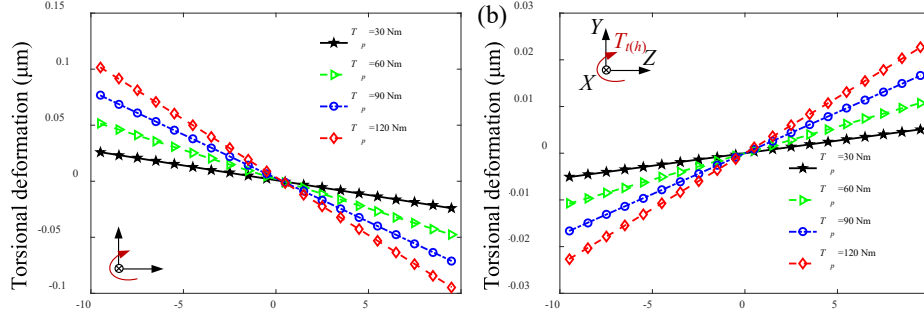 0.15
0.1
0.05
0
-0.05
-0.1
-10
-5
0
5
Torsional deformation (μm)
T
p
=30 Nm
T
p
=60 Nm
T
p
=90 Nm
T
p
=120 Nm
(b)
0.03
0.02
0.01
0
-0.01
-0.02
-0.03
-10
-5
0
5
Torsional deformation (μm)
Y
T t(h)
Z
X
T
p
=30 Nm
T
p
=60 Nm
T
p
=90 Nm
T
p
=120 Nm